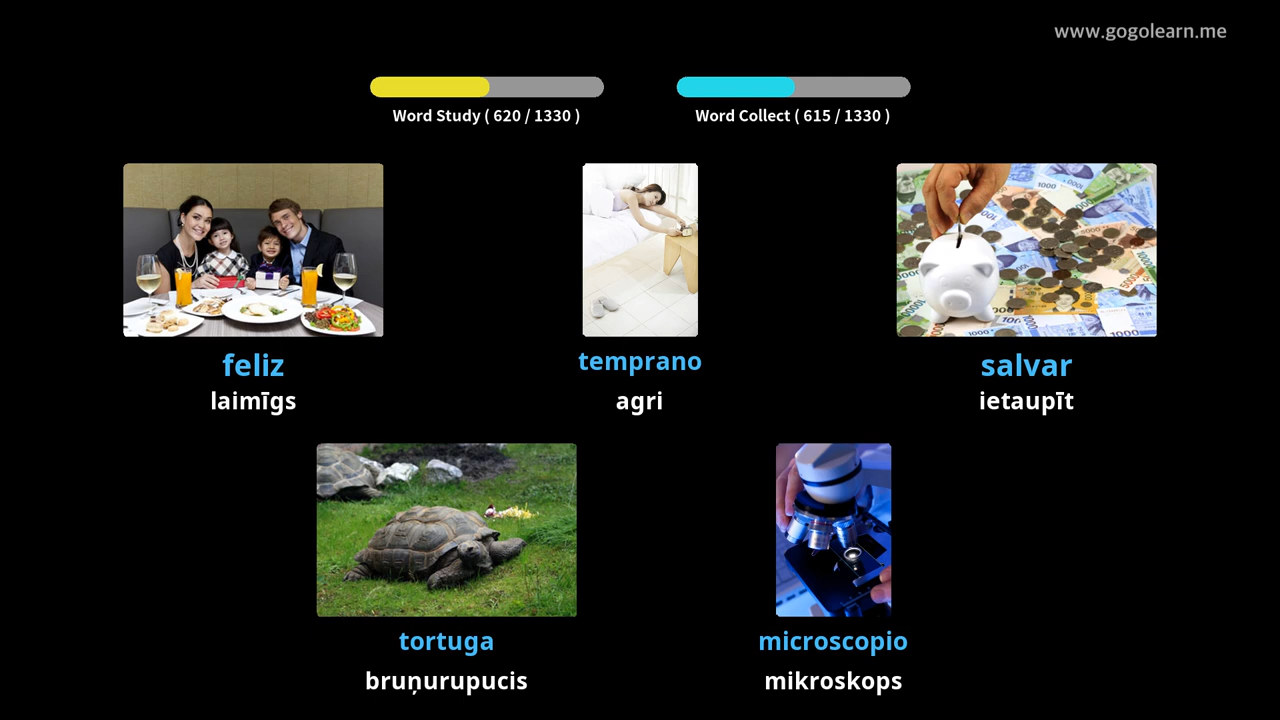 www.gogolearn.me
Word Study ( 620 / 1330 )
Word Collect ( 615 / 1330 )
feliz
laimīgs
temprano
agri
salvar
ietaupīt
tortuga
bruņurupucis
microscopio
mikroskops